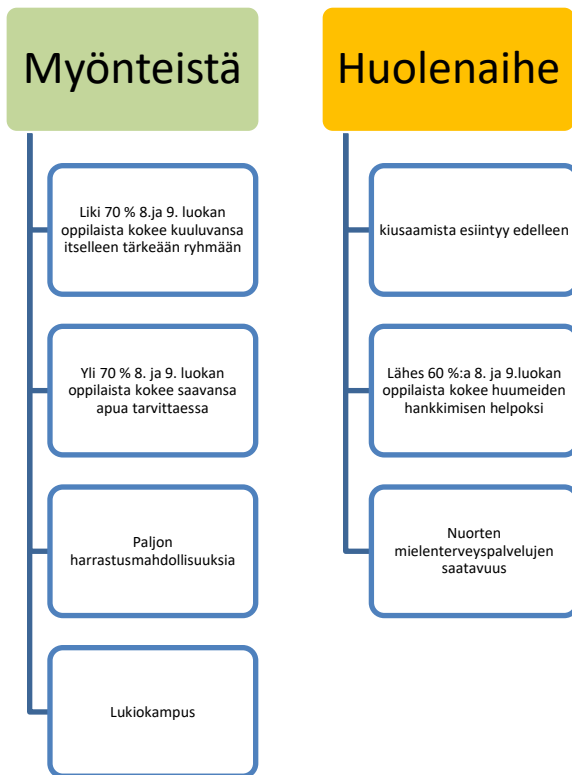 Myönteistä
Liki 70 % 8.ja 9. luokan
oppilaista kokee kuuluvansa
itselleen tärkeään ryhmään
Yli 70 % 8. ja 9. luokan
oppilaista kokee saavansa
apua tarvittaessa
Paljon
harrastusmahdollisuuksia
Lukiokampus
Huolenaihe
kiusaamista esiintyy edelleen
Lähes 60 %:a 8. ja 9.luokan
oppilaista kokee huumeiden
hankkimisen helpoksi
Nuorten
mielenterveyspalvelujen
saatavuus